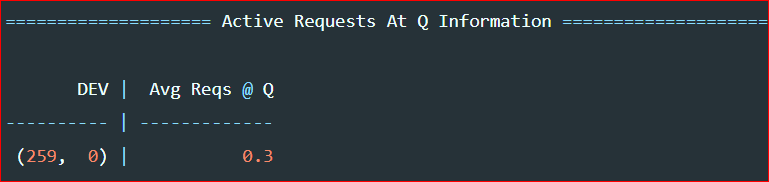 ==================== Active Requests At Q Information ====================
DEV | Avg Reqs @ Q
---------- | -------------
(259,  0) | 0.3